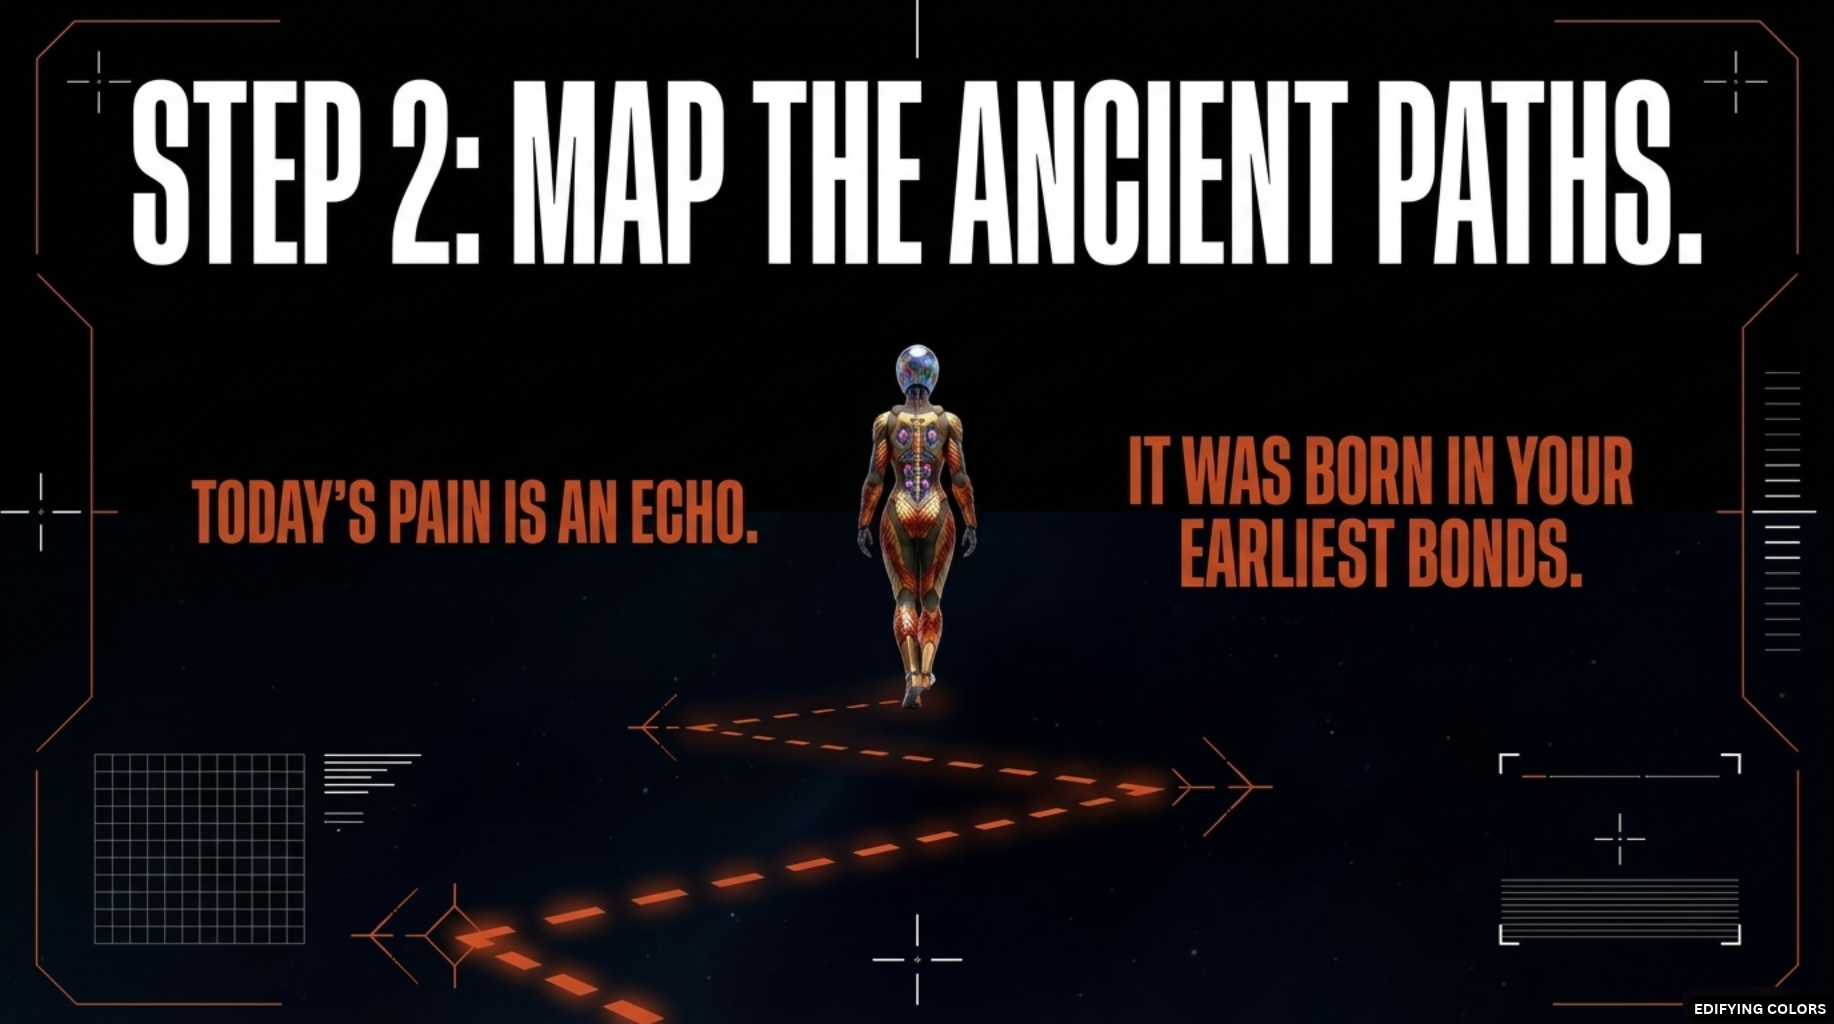 STEP 2: MAP THE ANCIENT PATHS.
TODAY’S PAIN IS AN ECHO.
IT WAS BORN IN YOUR
EARLIEST BONDS.
EDIFYING COLORS